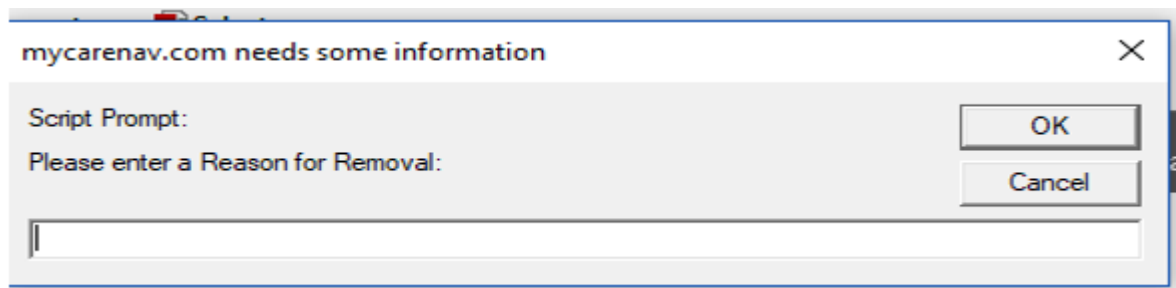 mycarenav.com needs some information
Script Prompt:
OK
Please enter a Reason for Removal:
Cancel